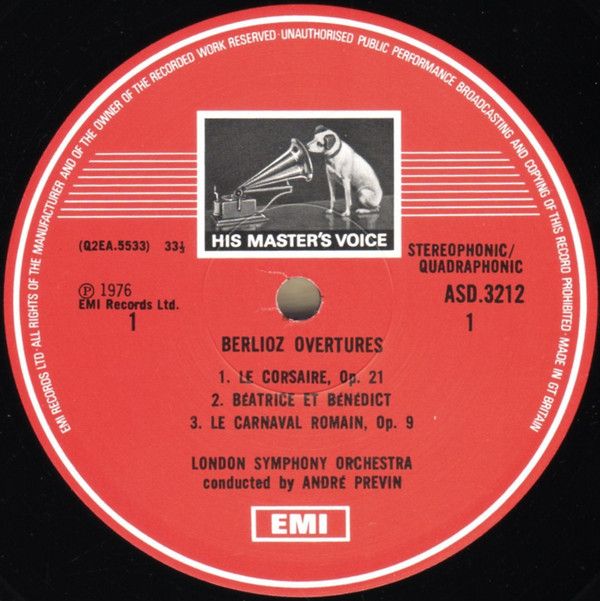 EMI RECORDS LTD · ALL RIGHTS OF THE MANUFACTURER AND OF THE OWNER OF THE RECORDED WORK RESERVED · UNAUTHORISED PUBLIC PERFORMANCE BROADCASTING AND COPYING OF THIS RECORD PROHIBITED · MADE IN GT BRITAIN
HIS MASTER'S VOICE
(Q2EA.5533) 33⅓
STEREOPHONIC/
QUADRAPHONIC
Ⓟ 1976
EMI Records Ltd.
ASD.3212
1
1
BERLIOZ OVERTURES
1. LE CORSAIRE, Op. 21
2. BÉATRICE ET BÉNÉDICT
3. LE CARNAVAL ROMAIN, Op. 9
LONDON SYMPHONY ORCHESTRA
conducted by ANDRÉ PREVIN
EMI